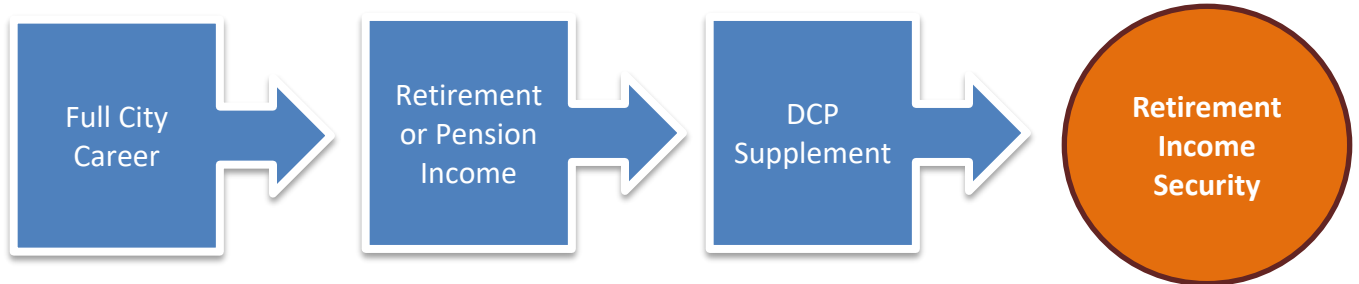 Full City
Career
Retirement
or Pension
Income
DCP
Supplement
Retirement
Income
Security